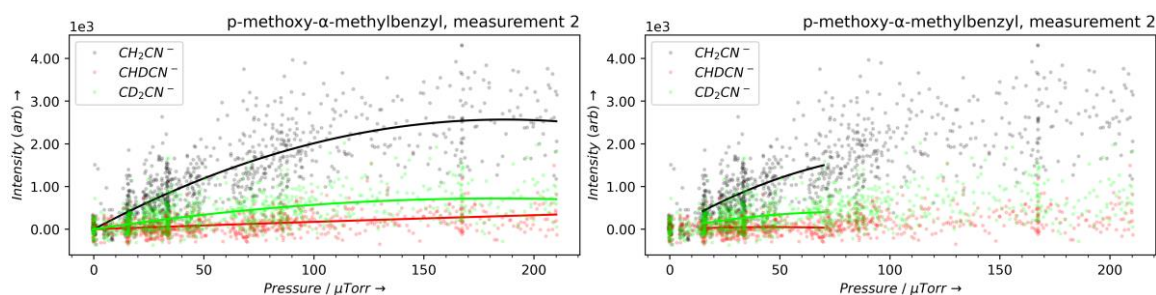 p-methoxy-α-methylbenzyl, measurement 2
1e3
4.00
3.00
2.00
1.00
0.00
Intensity (arb) →
CH₂CN⁻
CHDCN⁻
CD₂CN⁻
0 50 100 150 200
Pressure / μTorr →
p-methoxy-α-methylbenzyl, measurement 2
1e3
4.00
3.00
2.00
1.00
0.00
Intensity (arb) →
CH₂CN⁻
CHDCN⁻
CD₂CN⁻
0 50 100 150 200
Pressure / μTorr →